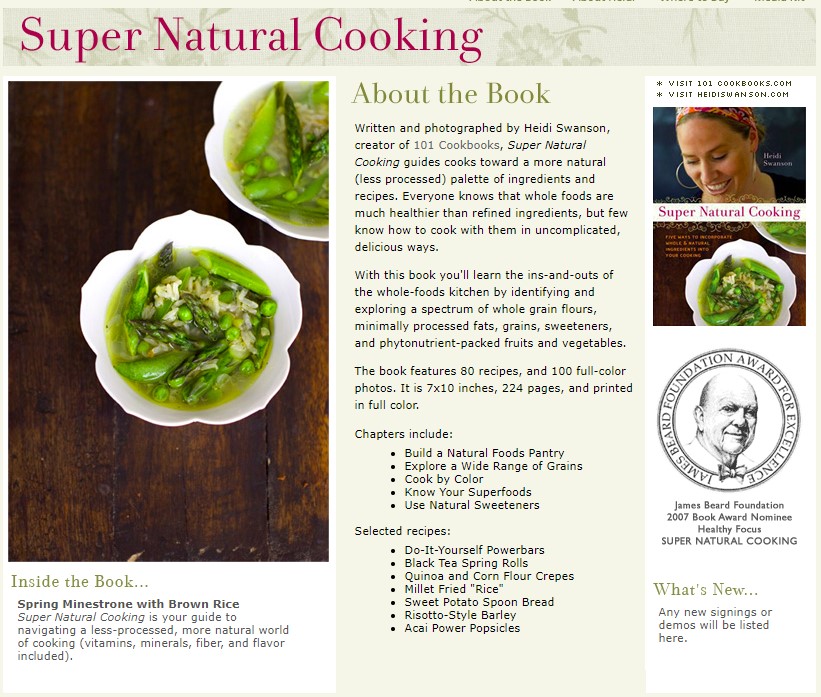 About the Book About Heidi Where to Buy Media Kit
Super Natural Cooking
Inside the Book...
Spring Minestrone with Brown Rice
Super Natural Cooking is your guide to
navigating a less-processed, more natural world
of cooking (vitamins, minerals, fiber, and flavor
included).
About the Book
Written and photographed by Heidi Swanson,
creator of 101 Cookbooks, Super Natural
Cooking guides cooks toward a more natural
(less processed) palette of ingredients and
recipes. Everyone knows that whole foods are
much healthier than refined ingredients, but few
know how to cook with them in uncomplicated,
delicious ways.
With this book you'll learn the ins-and-outs of
the whole-foods kitchen by identifying and
exploring a spectrum of whole grain flours,
minimally processed fats, grains, sweeteners,
and phytonutrient-packed fruits and vegetables.
The book features 80 recipes, and 100 full-color
photos. It is 7x10 inches, 224 pages, and printed
in full color.
Chapters include:
• Build a Natural Foods Pantry
• Explore a Wide Range of Grains
• Cook by Color
• Know Your Superfoods
• Use Natural Sweeteners
Selected recipes:
• Do-It-Yourself Powerbars
• Black Tea Spring Rolls
• Quinoa and Corn Flour Crepes
• Millet Fried "Rice"
• Sweet Potato Spoon Bread
• Risotto-Style Barley
• Acai Power Popsicles
* VISIT 101 COOKBOOKS.COM
* VISIT HEIDISWANSON.COM
Heidi
Swanson
Super Natural Cooking
FIVE WAYS TO INCORPORATE
WHOLE & NATURAL
INGREDIENTS INTO
YOUR COOKING
JAMES BEARD FOUNDATION AWARD FOR EXCELLENCE
James Beard Foundation
2007 Book Award Nominee
Healthy Focus
SUPER NATURAL COOKING
What's New...
Any new signings or
demos will be listed
here.